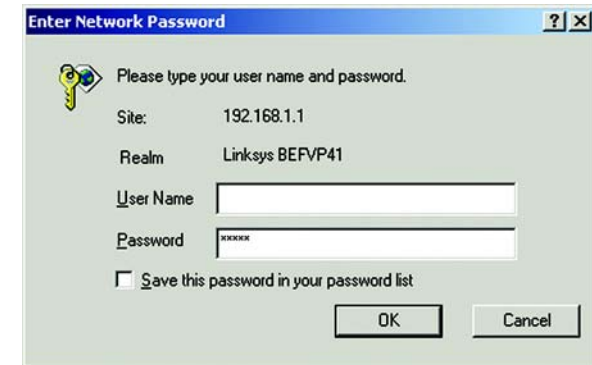 Enter Network Password
Please type your user name and password.
Site: 192.168.1.1
Realm Linksys BEFVP41
User Name
Password xxxxx
Save this password in your password list
OK Cancel